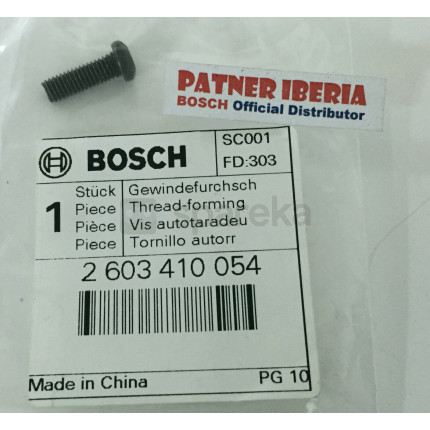 PATNER IBERIA
BOSCH Official Distributor
BOSCH
SC001
FD:303
1
Stück Gewindefurchsch
Piece Thread-forming
Pièce Vis autotaradeu
Piece Tornillo autorr
spareka
2 603 410 054
Made in China
PG 10